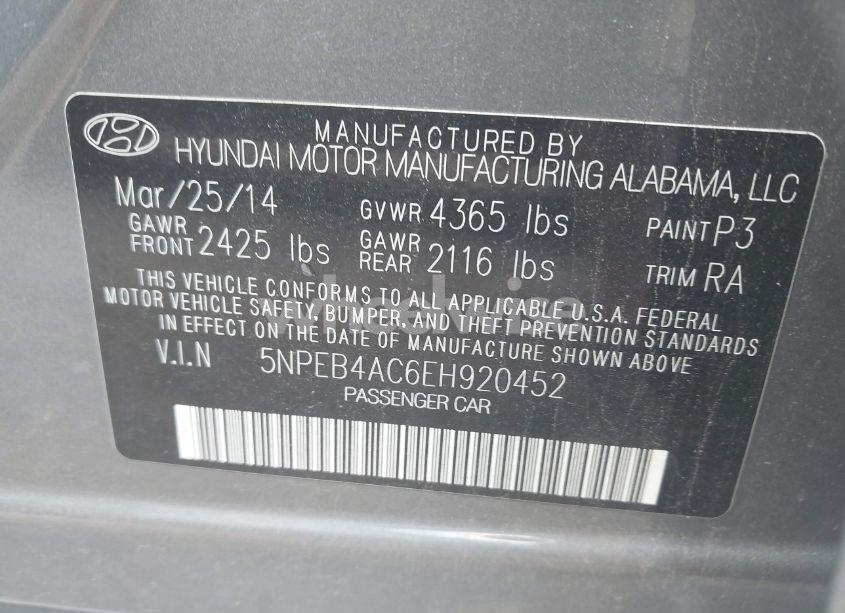 MANUFACTURED BY
HYUNDAI MOTOR MANUFACTURING ALABAMA, LLC
Mar/25/14 GVWR 4365 lbs PAINT P3
GAWR FRONT 2425 lbs GAWR REAR 2116 lbs TRIM RA
THIS VEHICLE CONFORMS TO ALL APPLICABLE U.S.A. FEDERAL
MOTOR VEHICLE SAFETY, BUMPER, AND THEFT PREVENTION STANDARDS
IN EFFECT ON THE DATE OF MANUFACTURE SHOWN ABOVE
V.I.N 5NPEB4AC6EH920452
PASSENGER CAR